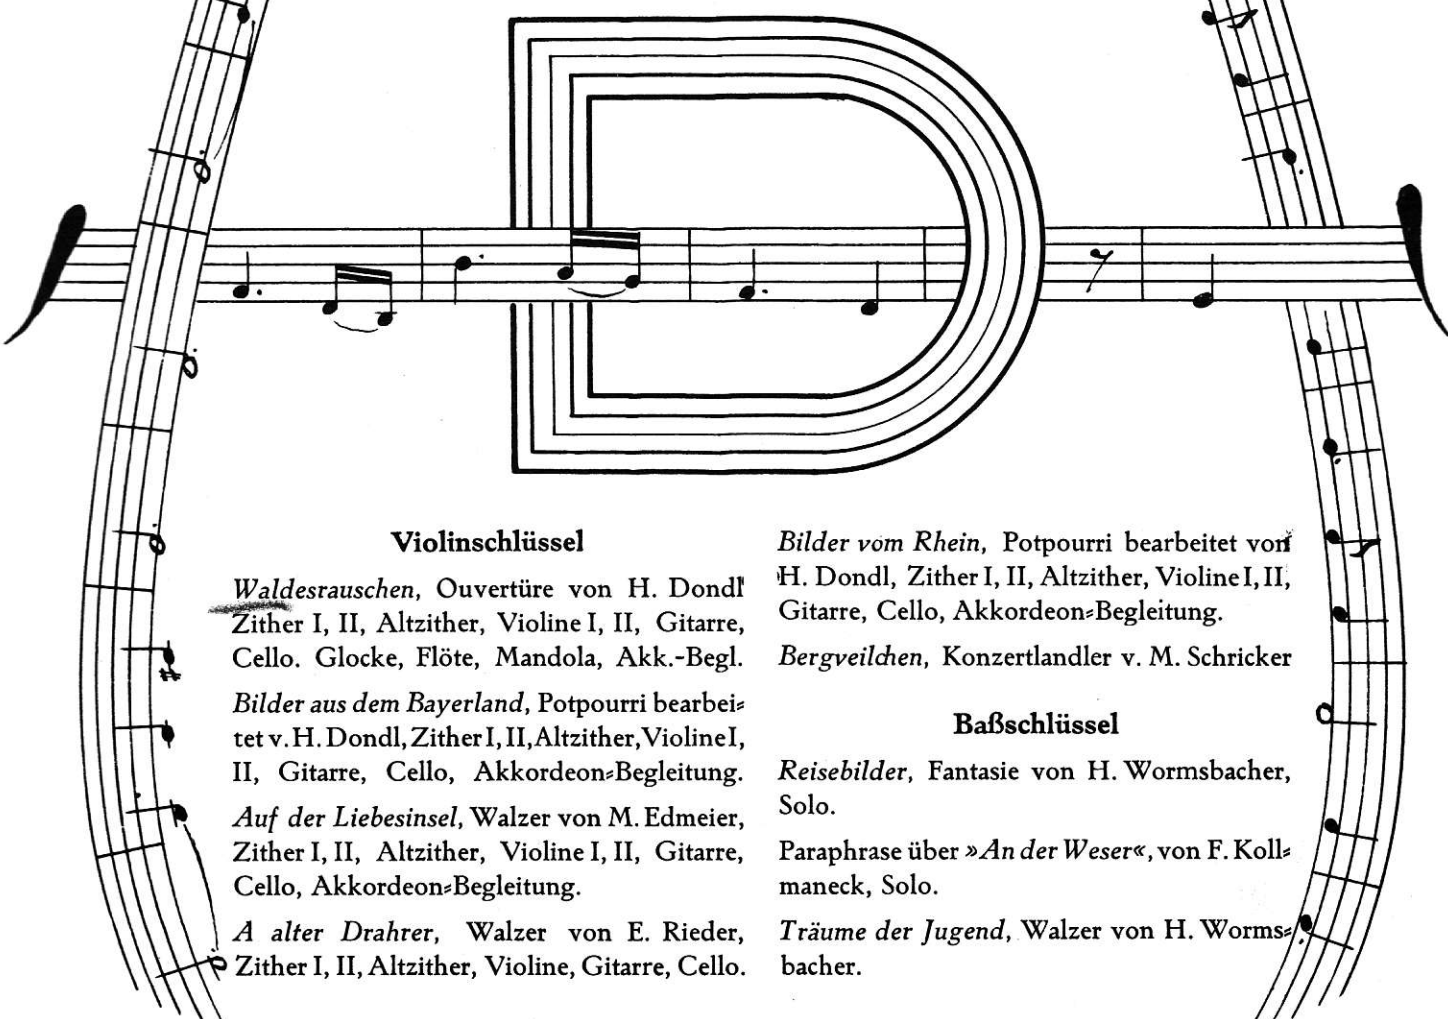 D
Violinschlüssel
Waldesrauschen, Ouvertüre von H. Dondl
Zither I, II, Altzither, Violine I, II, Gitarre,
Cello. Glocke, Flöte, Mandola, Akk.-Begl.
Bilder aus dem Bayerland, Potpourri bearbei-
tet v. H. Dondl, Zither I, II, Altzither, Violine I,
II, Gitarre, Cello, Akkordeon-Begleitung.
Auf der Liebesinsel, Walzer von M. Edmeier,
Zither I, II, Altzither, Violine I, II, Gitarre,
Cello, Akkordeon-Begleitung.
A alter Drahrer, Walzer von E. Rieder,
Zither I, II, Altzither, Violine, Gitarre, Cello.
Bilder vom Rhein, Potpourri bearbeitet von
H. Dondl, Zither I, II, Altzither, Violine I, II,
Gitarre, Cello, Akkordeon-Begleitung.
Bergveilchen, Konzertlandler v. M. Schricker
Baßschlüssel
Reisebilder, Fantasie von H. Wormsbacher,
Solo.
Paraphrase über »An der Weser«, von F. Koll-
maneck, Solo.
Träume der Jugend, Walzer von H. Worms-
bacher.